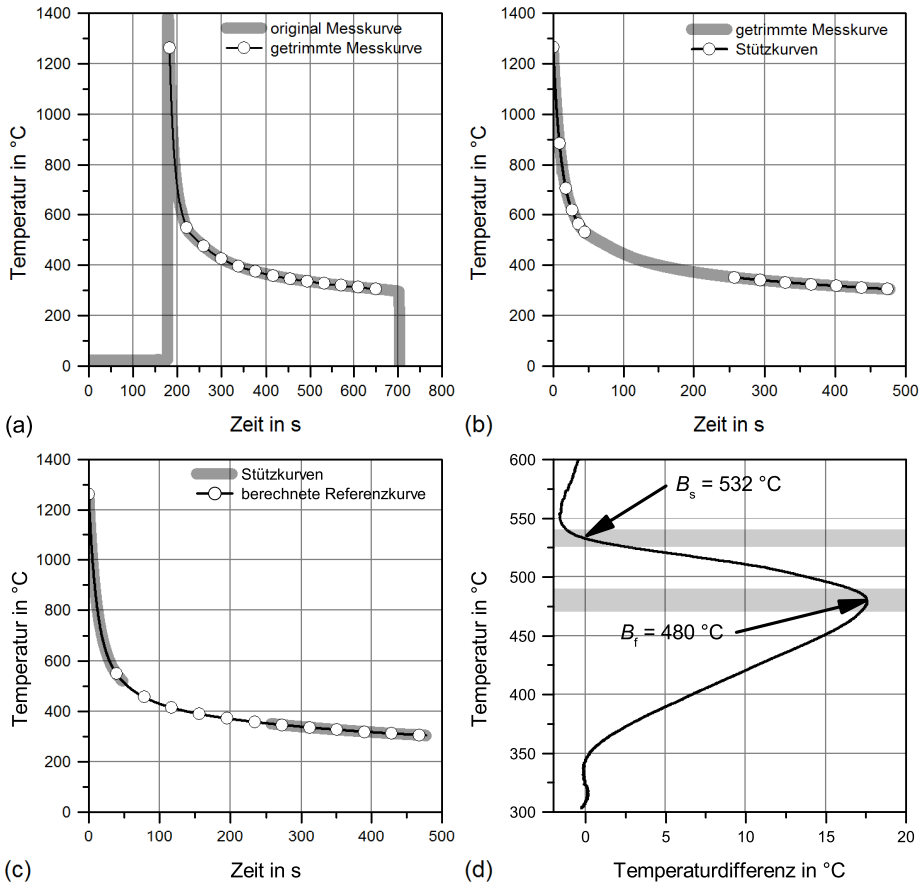 1400
1200
1000
800
600
400
200
0
Temperatur in °C
original Messkurve
getrimmte Messkurve
0 100 200 300 400 500 600 700 800
Zeit in s
(a)
1400
1200
1000
800
600
400
200
0
Temperatur in °C
getrimmte Messkurve
Stützkurven
0 100 200 300 400 500
Zeit in s
(b)
1400
1200
1000
800
600
400
200
0
Temperatur in °C
Stützkurven
berechnete Referenzkurve
0 100 200 300 400 500
Zeit in s
(c)
600
550
500
450
400
350
300
Temperatur in °C
Bs = 532 °C
Bf = 480 °C
0 5 10 15 20
Temperaturdifferenz in °C
(d)